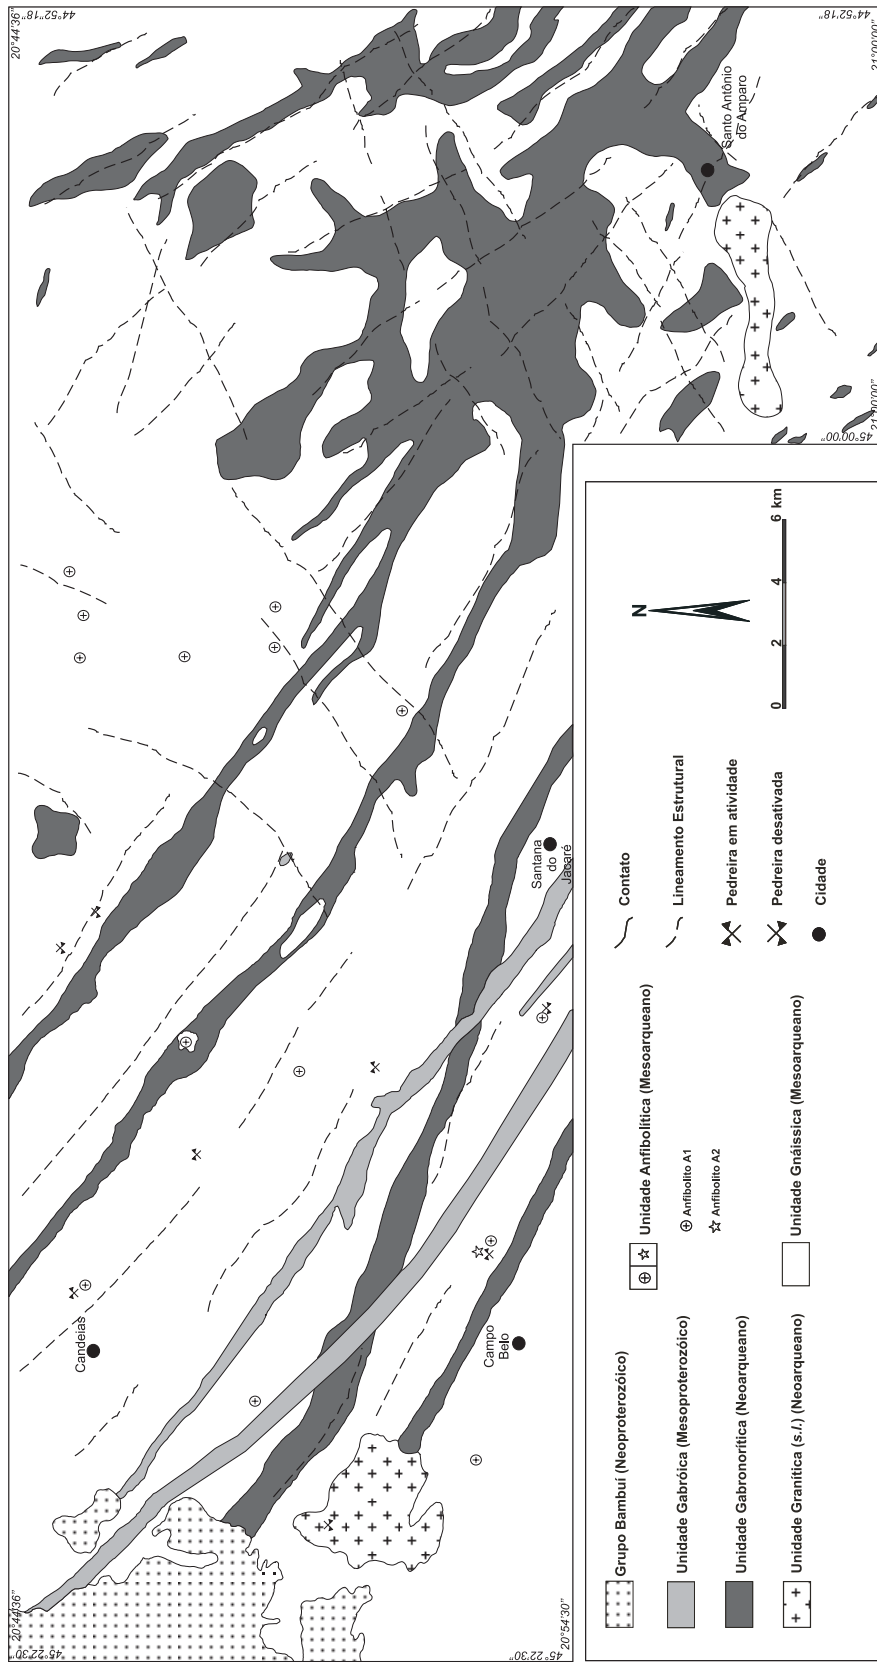 20°44'36"
45°22'30"
20°44'36"
44°52'18"
Candeias
Campo
Belo
Santana
do
Jacaré
Santo Antônio
do Amparo
20°54'30"
45°22'30"
45°00'00"
21°00'00"
44°52'18"
21°00'00"
Grupo Bambuí (Neoproterozóico)
Unidade Gabróica (Mesoproterozóico)
Unidade Gabronorítica (Neoarqueano)
Unidade Granítica (s.l.) (Neoarqueano)
Unidade Anfibolítica (Mesoarqueano)
Anfibolito A1
Anfibolito A2
Unidade Gnáissica (Mesoarqueano)
Contato
Lineamento Estrutural
Pedreira em atividade
Pedreira desativada
Cidade
N
0 2 4 6 km